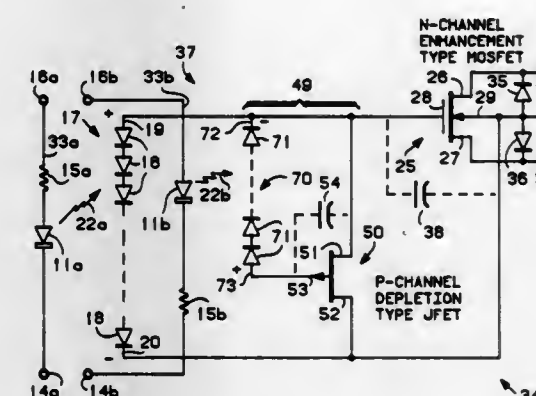 N-CHANNEL
ENHANCEMENT
TYPE MOSFET
37
16a 16b 33b 49 26 35
17 + 28 29
33a 19 72 - 71
15a 16 25 27 36
22a 11b 22b 70 54 38
11a 71 51 50
+ 73 53 P-CHANNEL
18 15b 52 DEPLETION
20 TYPE JFET
-
14a 14b